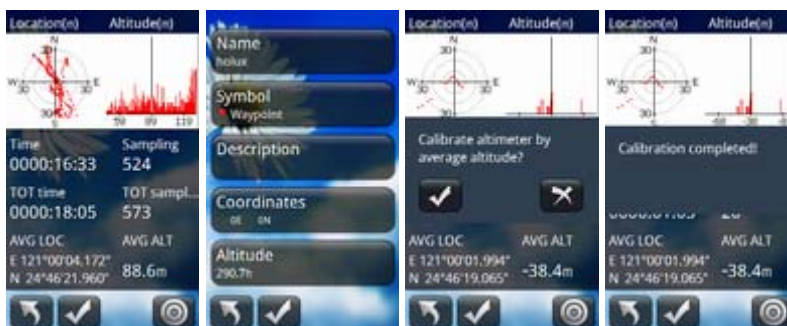 Location(m) Altitude(m)
N
30
W E
30
S
59 89 119
Time Sampling
0000:16:33 524
TOT time TOT sampl...
0000:18:05 573
AVG LOC AVG ALT
E 121°00'04.172"
N 24°46'21.960" 88.6m
Name
holux
Symbol
Waypoint
Description
Coordinates
0E 0N
Altitude
290.7h
Location(m) Altitude(m)
N
30
W E
30
Calibrate altimeter by
average altitude?
AVG LOC AVG ALT
E 121°00'01.994"
N 24°46'19.065" -38.4m
Location(m) Altitude(m)
N
30
W E
30
Calibration completed!
AVG LOC AVG ALT
E 121°00'01.994"
N 24°46'19.065" -38.4m